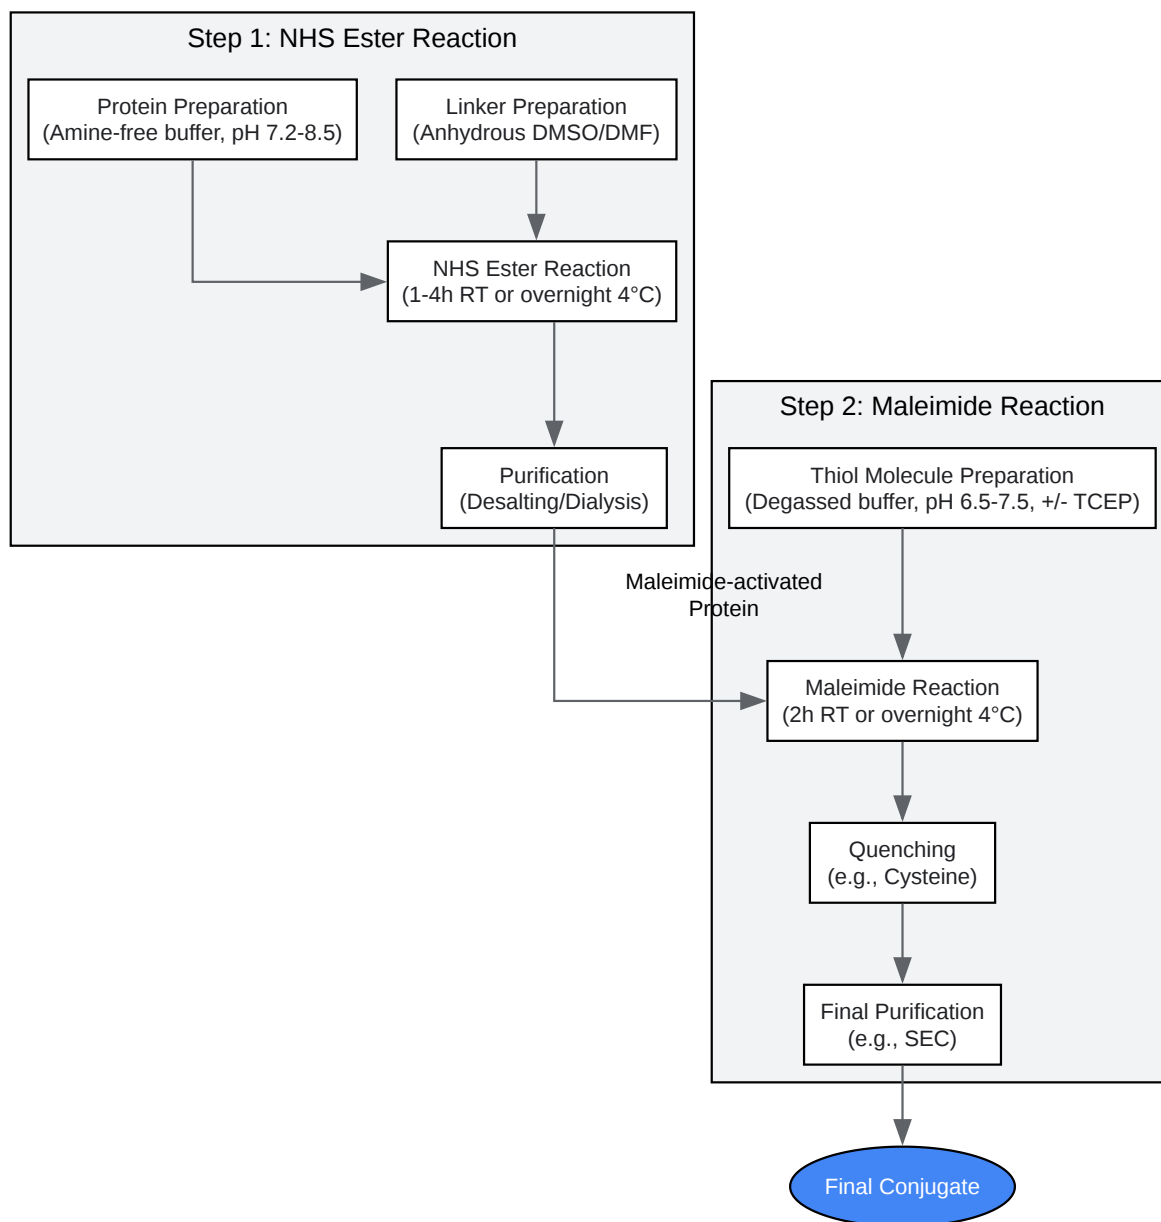 Step 1: NHS Ester Reaction
Protein Preparation
(Amine-free buffer, pH 7.2-8.5)
Linker Preparation
(Anhydrous DMSO/DMF)
NHS Ester Reaction
(1-4h RT or overnight 4°C)
Purification
(Desalting/Dialysis)
Maleimide-activated
Protein
Step 2: Maleimide Reaction
Thiol Molecule Preparation
(Degassed buffer, pH 6.5-7.5, +/- TCEP)
Maleimide Reaction
(2h RT or overnight 4°C)
Quenching
(e.g., Cysteine)
Final Purification
(e.g., SEC)
Final Conjugate